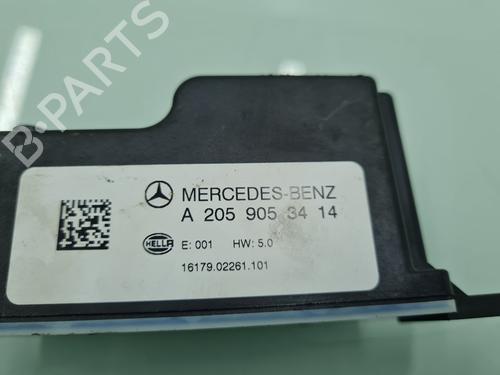 B-PARTS
MERCEDES-BENZ
A 205 905 34 14
HELLA
E: 001 HW: 5.0
16179.02261.101